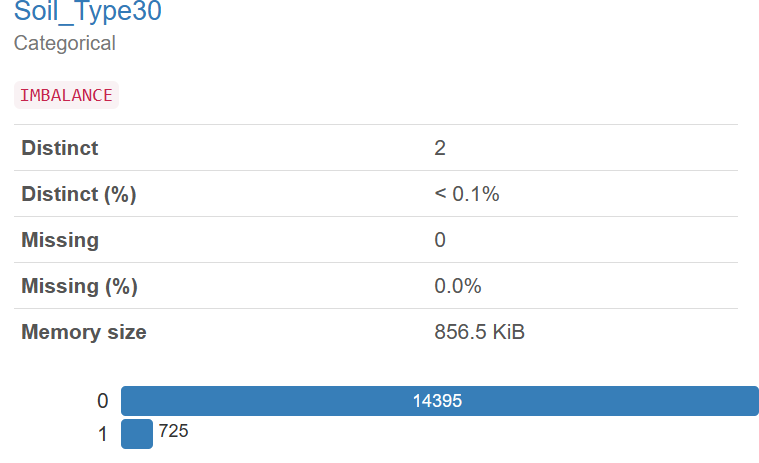 Soil_Type30
Categorical
IMBALANCE
Distinct 2
Distinct (%) < 0.1%
Missing 0
Missing (%) 0.0%
Memory size 856.5 KiB
0 14395
1 725